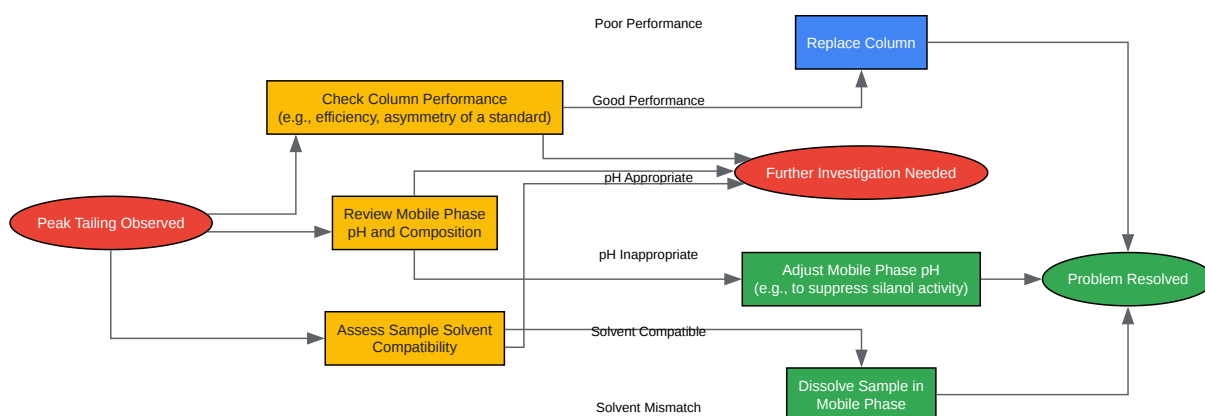 Poor Performance
Replace Column
Check Column Performance
(e.g., efficiency, asymmetry of a standard)
Good Performance
Further Investigation Needed
pH Appropriate
Peak Tailing Observed
Review Mobile Phase
pH and Composition
pH Inappropriate
Adjust Mobile Phase pH
(e.g., to suppress silanol activity)
Problem Resolved
Assess Sample Solvent
Compatibility
Solvent Compatible
Dissolve Sample in
Mobile Phase
Solvent Mismatch